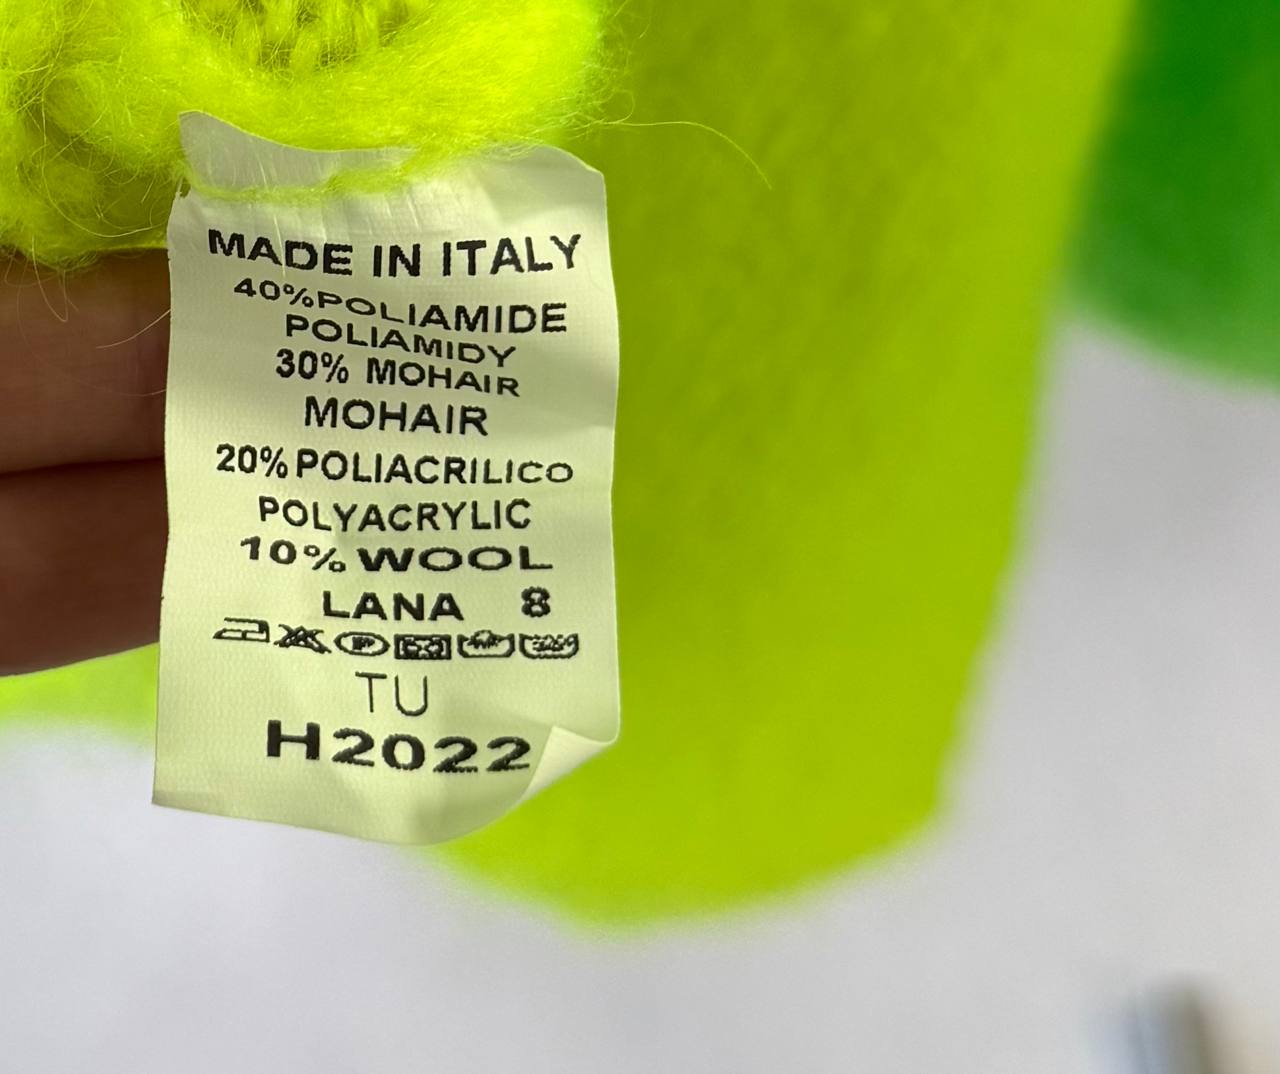 MADE IN ITALY
40%POLIAMIDE
POLIAMIDY
30% MOHAIR
MOHAIR
20%POLIACRILICO
POLYACRYLIC
10% WOOL
LANA 8
TU
H2022